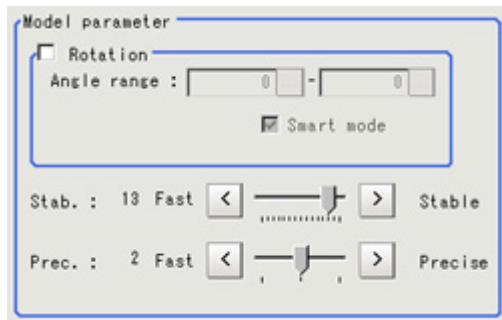 Model parameter
Rotation
Angle range : 0 - 0
Smart mode
Stab. : 13 Fast < > Stable
Prec. : 2 Fast < > Precise